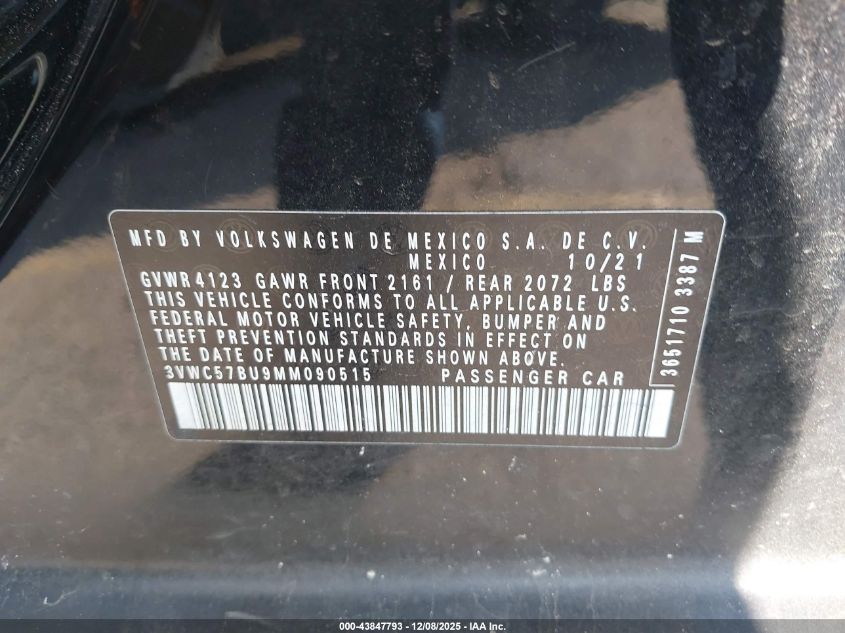 MFD BY VOLKSWAGEN DE MEXICO S.A. DE C.V.
MEXICO 10/21
GVWR 4123 GAWR FRONT 2161 / REAR 2072 LBS
THIS VEHICLE CONFORMS TO ALL APPLICABLE U.S.
FEDERAL MOTOR VEHICLE SAFETY, BUMPER AND
THEFT PREVENTION STANDARDS IN EFFECT ON
THE DATE OF MANUFACTURE SHOWN ABOVE.
3VWC57BU9MM090515 PASSENGER CAR
3651710 3387 M
000-43847793 - 12/08/2025 - IAA Inc.